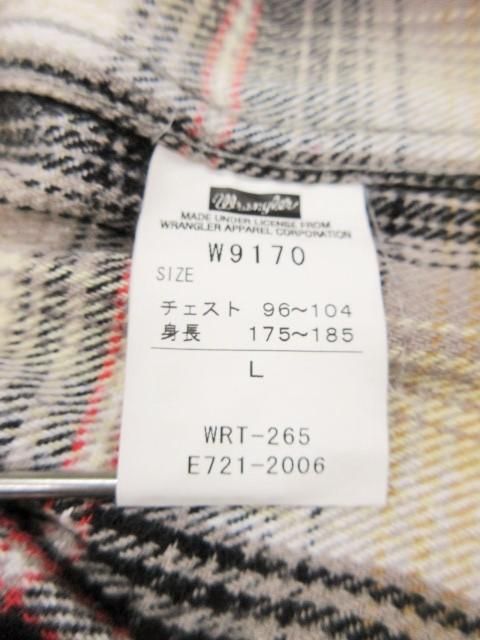 Wrangler
MADE UNDER LICENSE FROM
WRANGLER APPAREL CORPORATION
W9170
SIZE
チェスト 96～104
身長 175～185
L
WRT-265
E721-2006